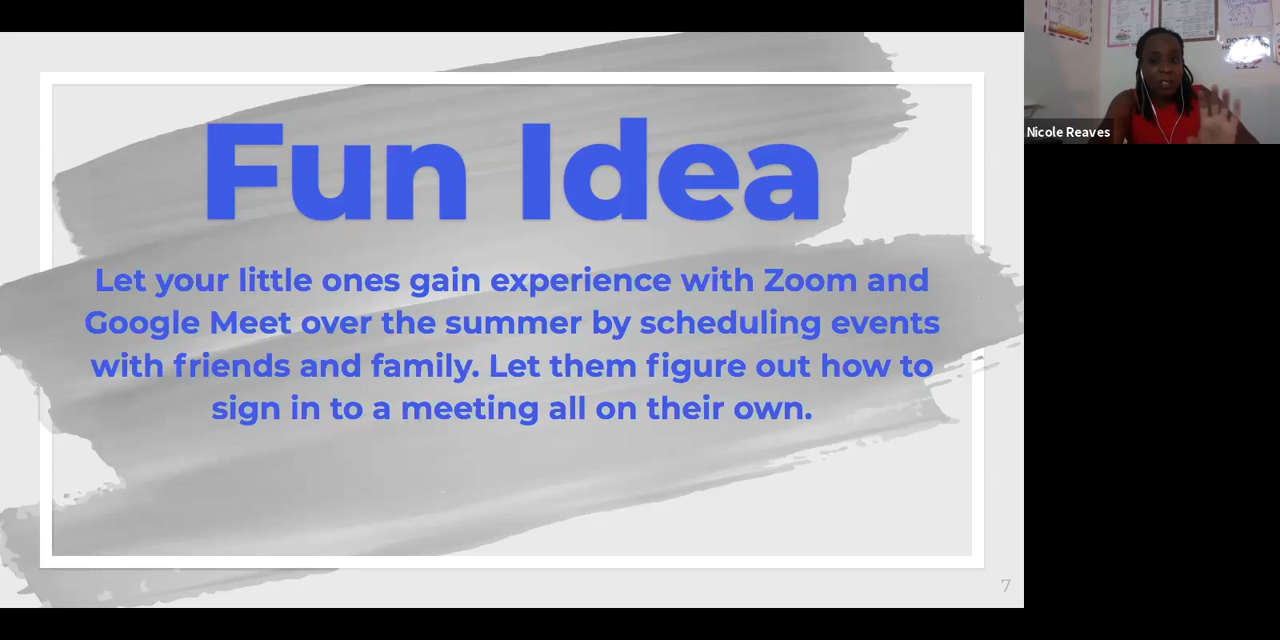 Fun Idea
Let your little ones gain experience with Zoom and
Google Meet over the summer by scheduling events
with friends and family. Let them figure out how to
sign in to a meeting all on their own.
7
Nicole Reaves